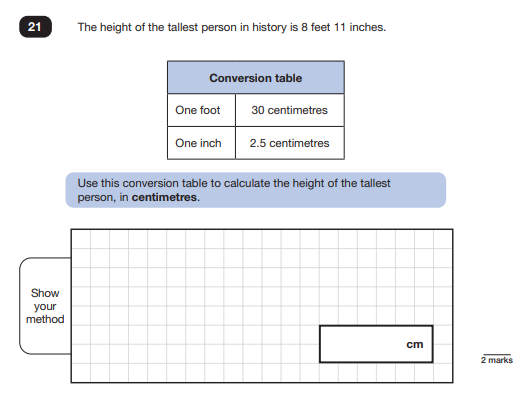 21 The height of the tallest person in history is 8 feet 11 inches.
Conversion table
One foot 30 centimetres
One inch 2.5 centimetres
Use this conversion table to calculate the height of the tallest
person, in centimetres.
Show
your
method
cm
2 marks